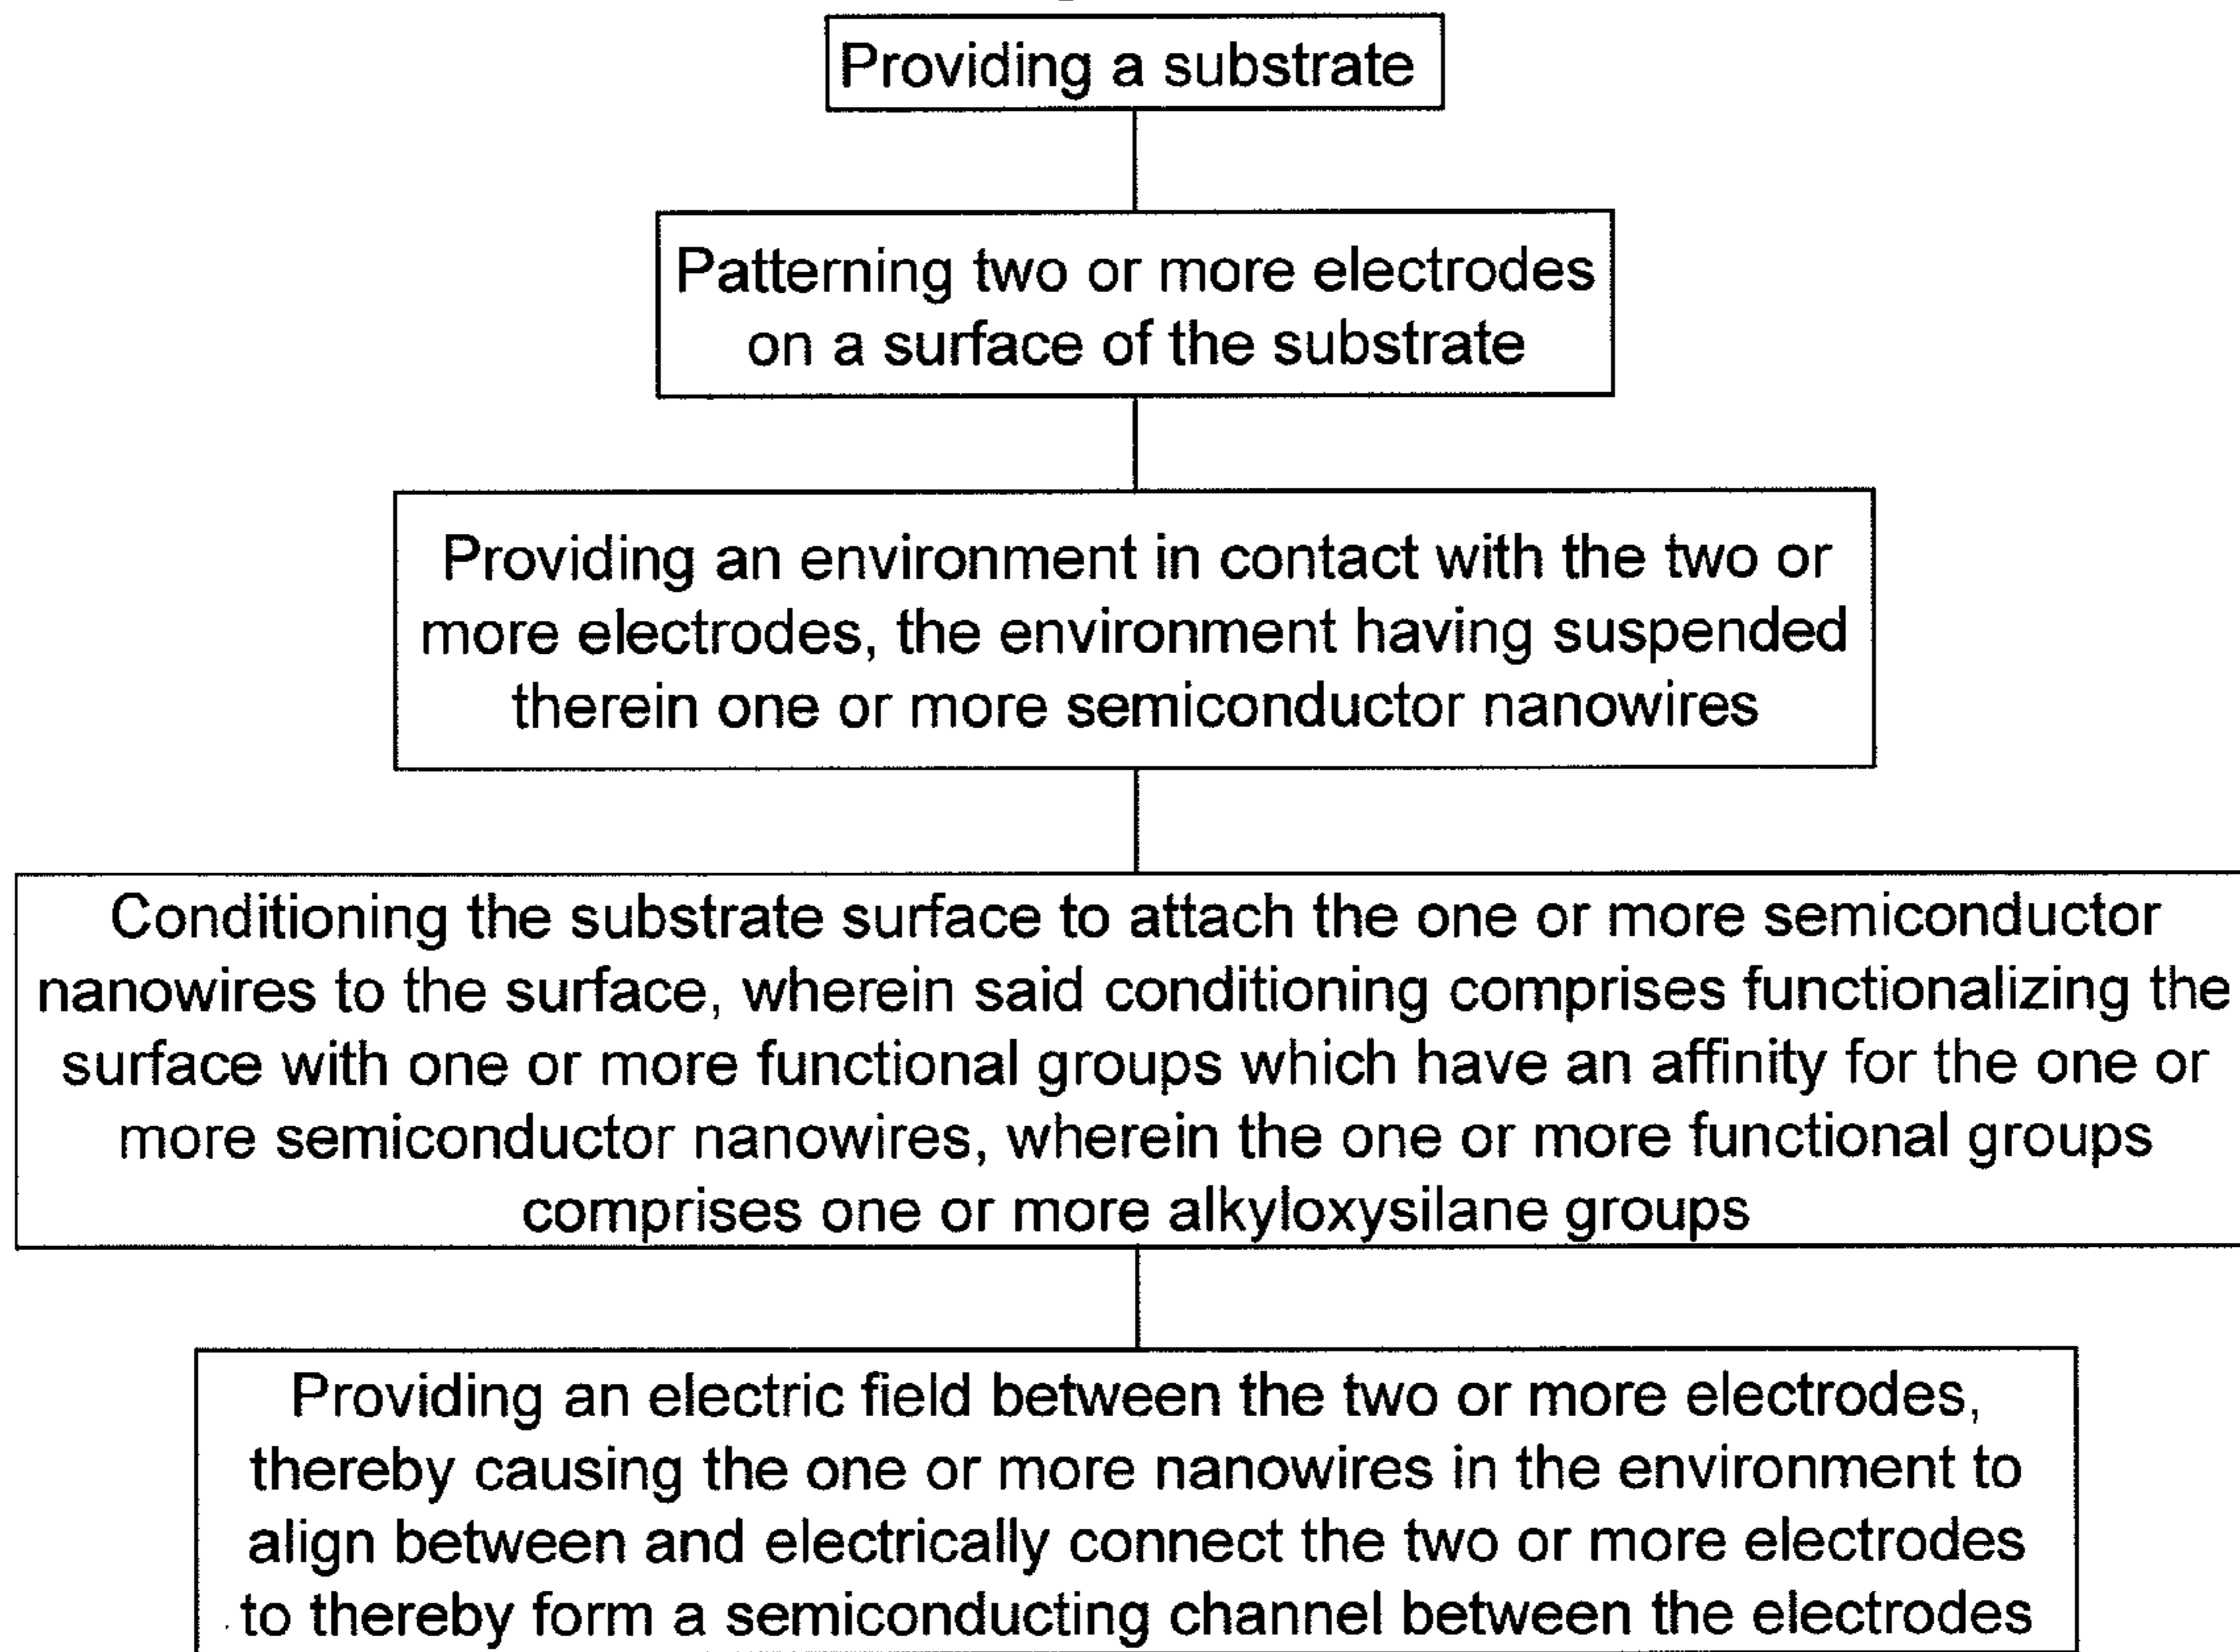 Providing a substrate
Patterning two or more electrodes
on a surface of the substrate
Providing an environment in contact with the two or
more electrodes, the environment having suspended
therein one or more semiconductor nanowires
Conditioning the substrate surface to attach the one or more semiconductor
nanowires to the surface, wherein said conditioning comprises functionalizing the
surface with one or more functional groups which have an affinity for the one or
more semiconductor nanowires, wherein the one or more functional groups
comprises one or more alkyloxysilane groups
Providing an electric field between the two or more electrodes,
thereby causing the one or more nanowires in the environment to
align between and electrically connect the two or more electrodes
to thereby form a semiconducting channel between the electrodes